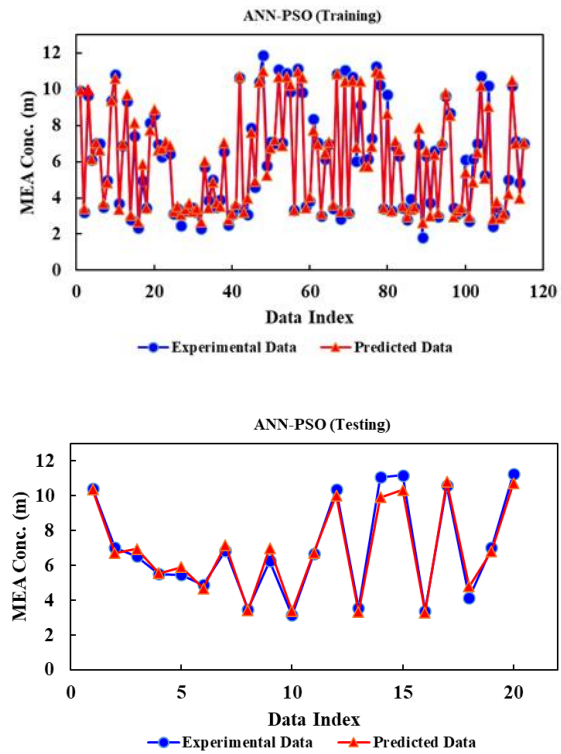 ANN-PSO (Training)
14
12
10
8
6
4
2
0
MEA Conc. (m)
0 20 40 60 80 100 120
Data Index
Experimental Data Predicted Data
ANN-PSO (Testing)
12
10
8
6
4
2
0
MEA Conc. (m)
0 5 10 15 20
Data Index
Experimental Data Predicted Data